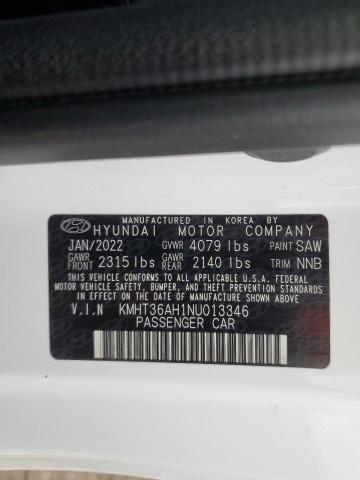 MANUFACTURED IN KOREA BY
HYUNDAI MOTOR COMPANY
JAN/2022 GVWR 4079 lbs PAINT SAW
GAWR FRONT 2315 lbs GAWR REAR 2140 lbs TRIM NNB
THIS VEHICLE CONFORMS TO ALL APPLICABLE U.S.A. FEDERAL
MOTOR VEHICLE SAFETY, BUMPER, AND THEFT PREVENTION
STANDARDS IN EFFECT ON THE DATE OF MANUFACTURE SHOWN ABOVE.
V.I.N KMHT36AH1NU013346
PASSENGER CAR